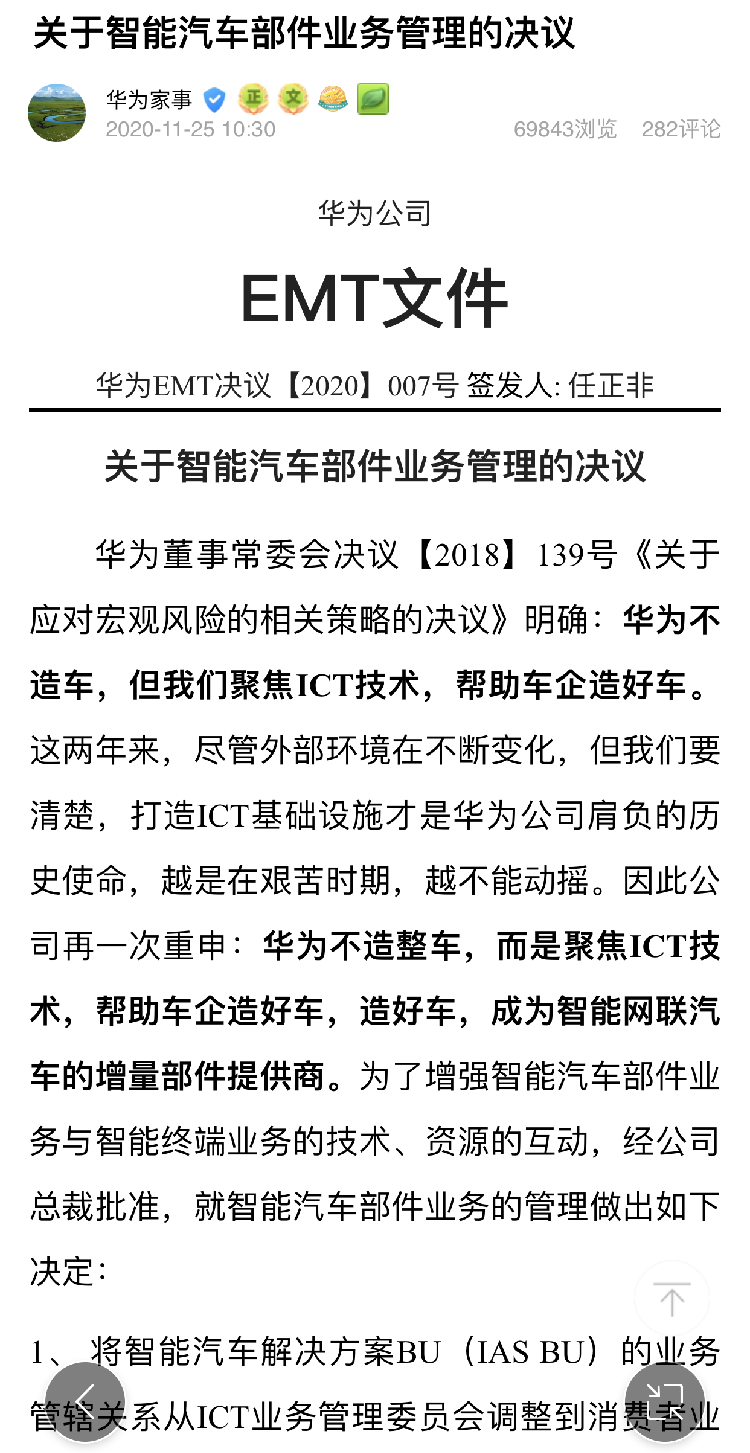 关于智能汽车部件业务管理的决议
华为家事 正 文
2020-11-25 10:30 69843浏览 282评论
华为公司
EMT文件
华为EMT决议【2020】007号 签发人: 任正非
关于智能汽车部件业务管理的决议
华为董事常委会决议【2018】139号《关于
应对宏观风险的相关策略的决议》明确：华为不
造车，但我们聚焦ICT技术，帮助车企造好车。
这两年来，尽管外部环境在不断变化，但我们要
清楚，打造ICT基础设施才是华为公司肩负的历
史使命，越是在艰苦时期，越不能动摇。因此公
司再一次重申：华为不造整车，而是聚焦ICT技
术，帮助车企造好车，造好车，成为智能网联汽
车的增量部件提供商。为了增强智能汽车部件业
务与智能终端业务的技术、资源的互动，经公司
总裁批准，就智能汽车部件业务的管理做出如下
决定：
1、 将智能汽车解决方案BU（IAS BU）的业务
管辖关系从ICT业务管理委员会调整到消费者业